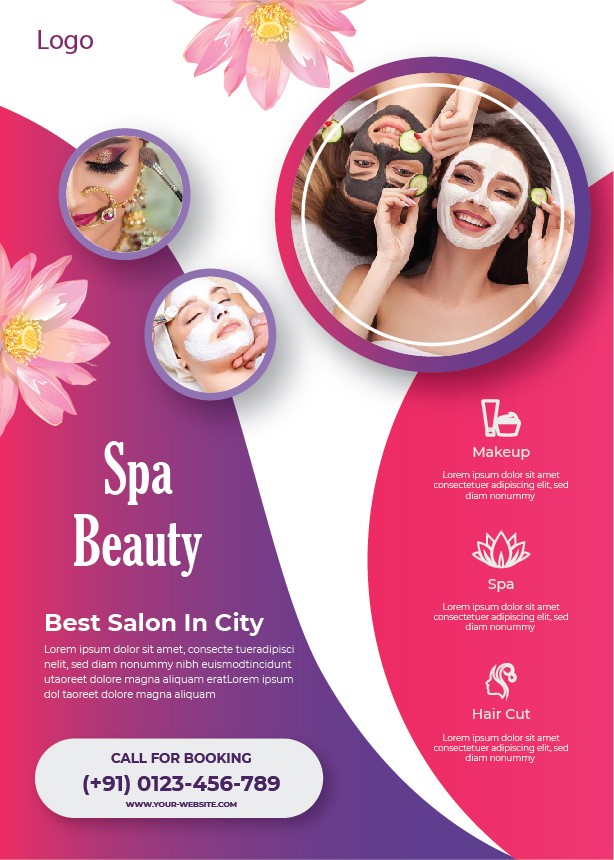 Logo
Spa
Beauty
Best Salon In City
Lorem ipsum dolor sit amet, consecte tueradipisci
nelit, sed diam nonummy nibh euismodtincidunt
utaoreet dolore magna aliquam eratLorem ipsum
dol taoreet dolore magna aliquam
CALL FOR BOOKING
(+91) 0123-456-789
WWW.YOUR-WEBSITE.COM
Makeup
Lorem ipsum dolor sit amet
consectetuer adipiscing elit, sed
diam nonummy
Spa
Lorem ipsum dolor sit amet
consectetuer adipiscing elit, sed
diam nonummy
Hair Cut
Lorem ipsum dolor sit amet
consectetuer adipiscing elit, sed
diam nonummy